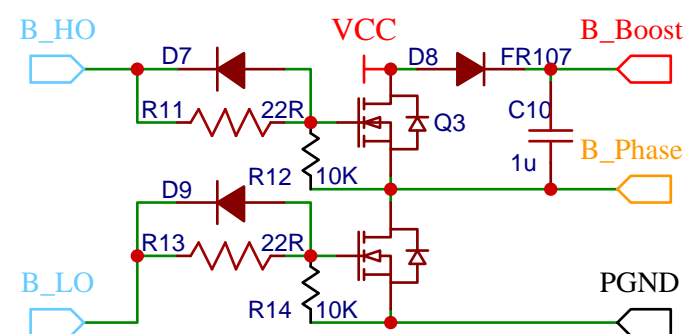 B_HO
VCC
B_Boost
D7
D8
FR107
R11
22R
C10
Q3
1u
B_Phase
R12
10K
D9
R13
22R
B_LO
PGND
R14
10K